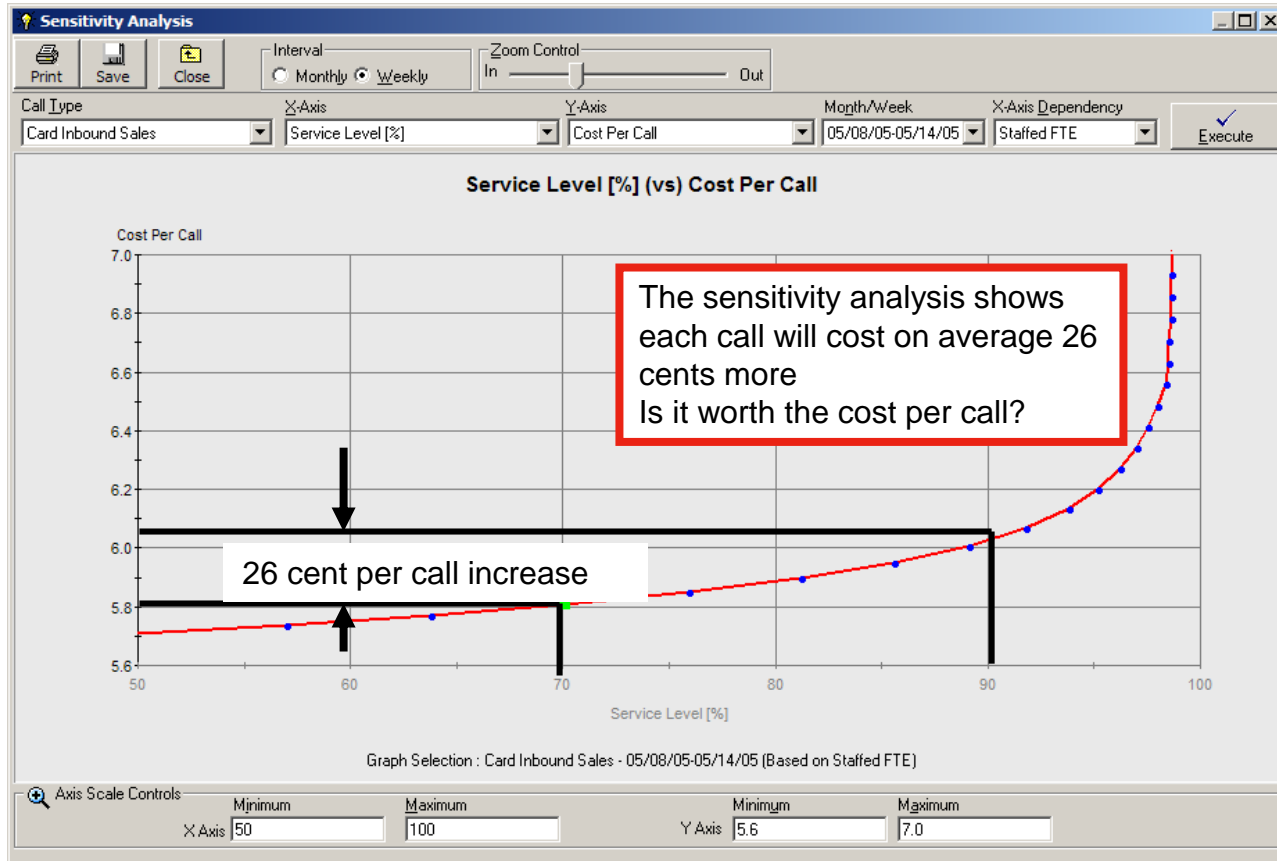 Sensitivity Analysis
Print Save Close
Interval
Monthly Weekly
Zoom Control
In Out
Call Type X-Axis Y-Axis Month/Week X-Axis Dependency
Card Inbound Sales Service Level [%] Cost Per Call 05/08/05-05/14/05 Staffed FTE Execute
Service Level [%] (vs) Cost Per Call
Cost Per Call
7.0
6.8
6.6
6.4
6.2
6.0
5.8
5.6
The sensitivity analysis shows
each call will cost on average 26
cents more
Is it worth the cost per call?
26 cent per call increase
50 60 70 80 90 100
Service Level [%]
Graph Selection : Card Inbound Sales - 05/08/05-05/14/05 (Based on Staffed FTE)
Axis Scale Controls
Minimum Maximum Minimum Maximum
X Axis 50 100 Y Axis 5.6 7.0